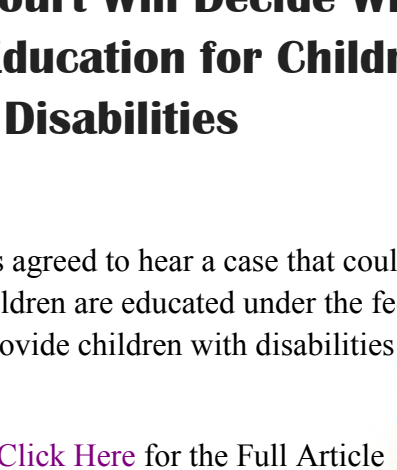 ourt Will Decide W
ducation for Childr
Disabilities
s agreed to hear a case that coul
ldren are educated under the fe
ovide children with disabilities
Click Here for the Full Article